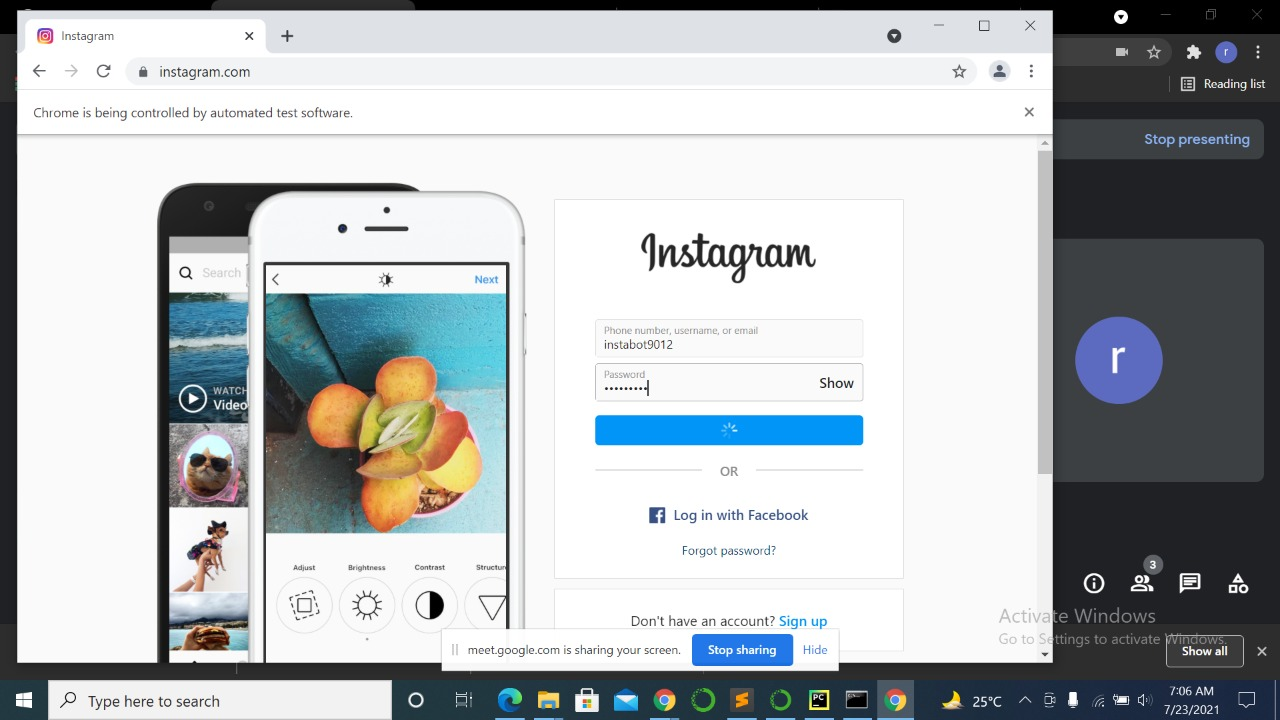 Instagram
instagram.com
Reading list
Chrome is being controlled by automated test software.
Stop presenting
Search
WATCH
Video
Next
Adjust
Brightness
Contrast
Structur
Instagram
Phone number, username, or email
instabot9012
Password
•••••••••
Show
OR
Log in with Facebook
Forgot password?
Don't have an account? Sign up
meet.google.com is sharing your screen.
Stop sharing
Hide
r
r
3
Activate Windows
Go to Settings to activate Windows.
Show all
Type here to search
PC
25°C
7:06 AM
7/23/2021